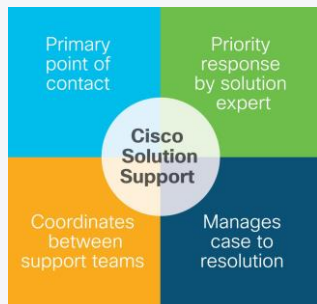 Primary
point of
contact
Priority
response
by solution
expert
Cisco
Solution
Support
Coordinates
between
support teams
Manages
case to
resolution